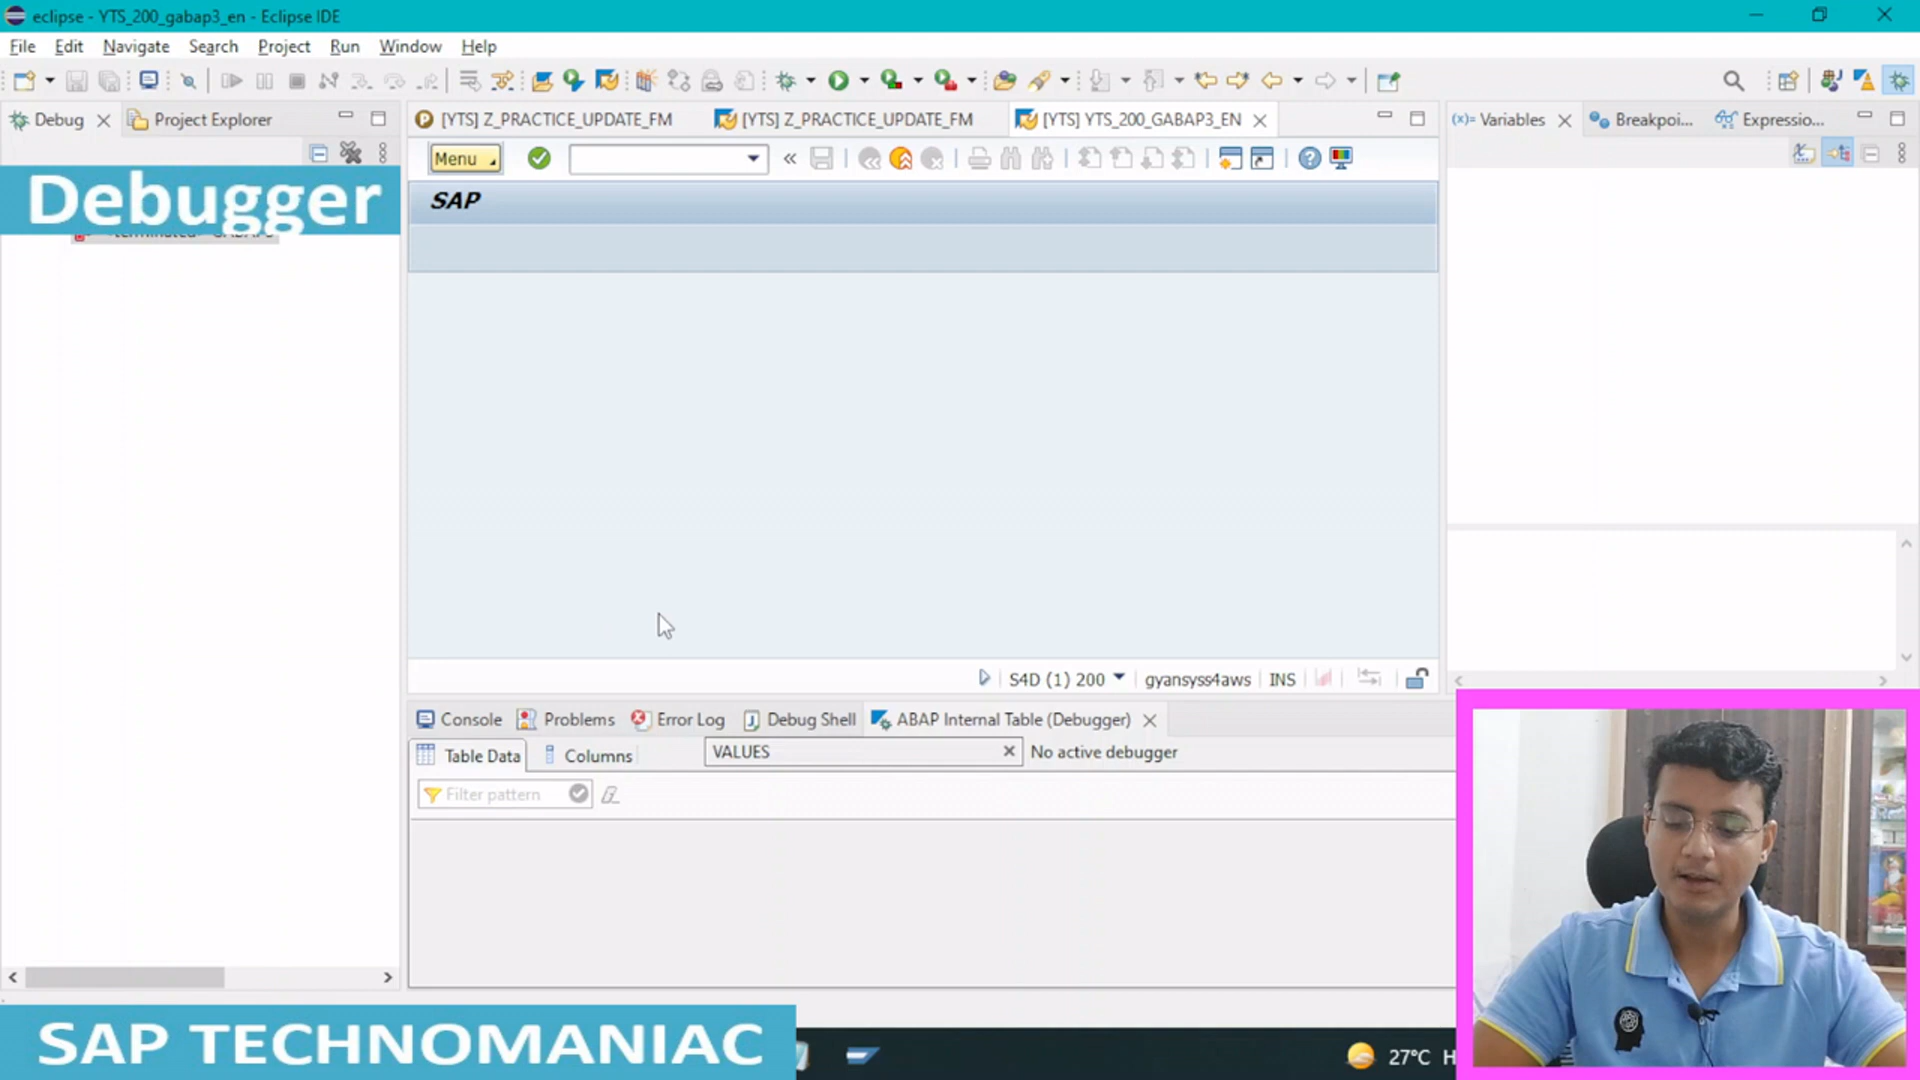 eclipse - YTS_200_gabap3_en - Eclipse IDE
File Edit Navigate Search Project Run Window Help
Debug Project Explorer
[YTS] Z_PRACTICE_UPDATE_FM [YTS] Z_PRACTICE_UPDATE_FM [YTS] YTS_200_GABAP3_EN
(x)= Variables Breakpoi... Expressio...
Menu
Debugger
SAP
S4D (1) 200 gyansyss4aws INS
Console Problems Error Log Debug Shell ABAP Internal Table (Debugger)
Table Data Columns VALUES No active debugger
Filter pattern
SAP TECHNOMANIAC
27°C H